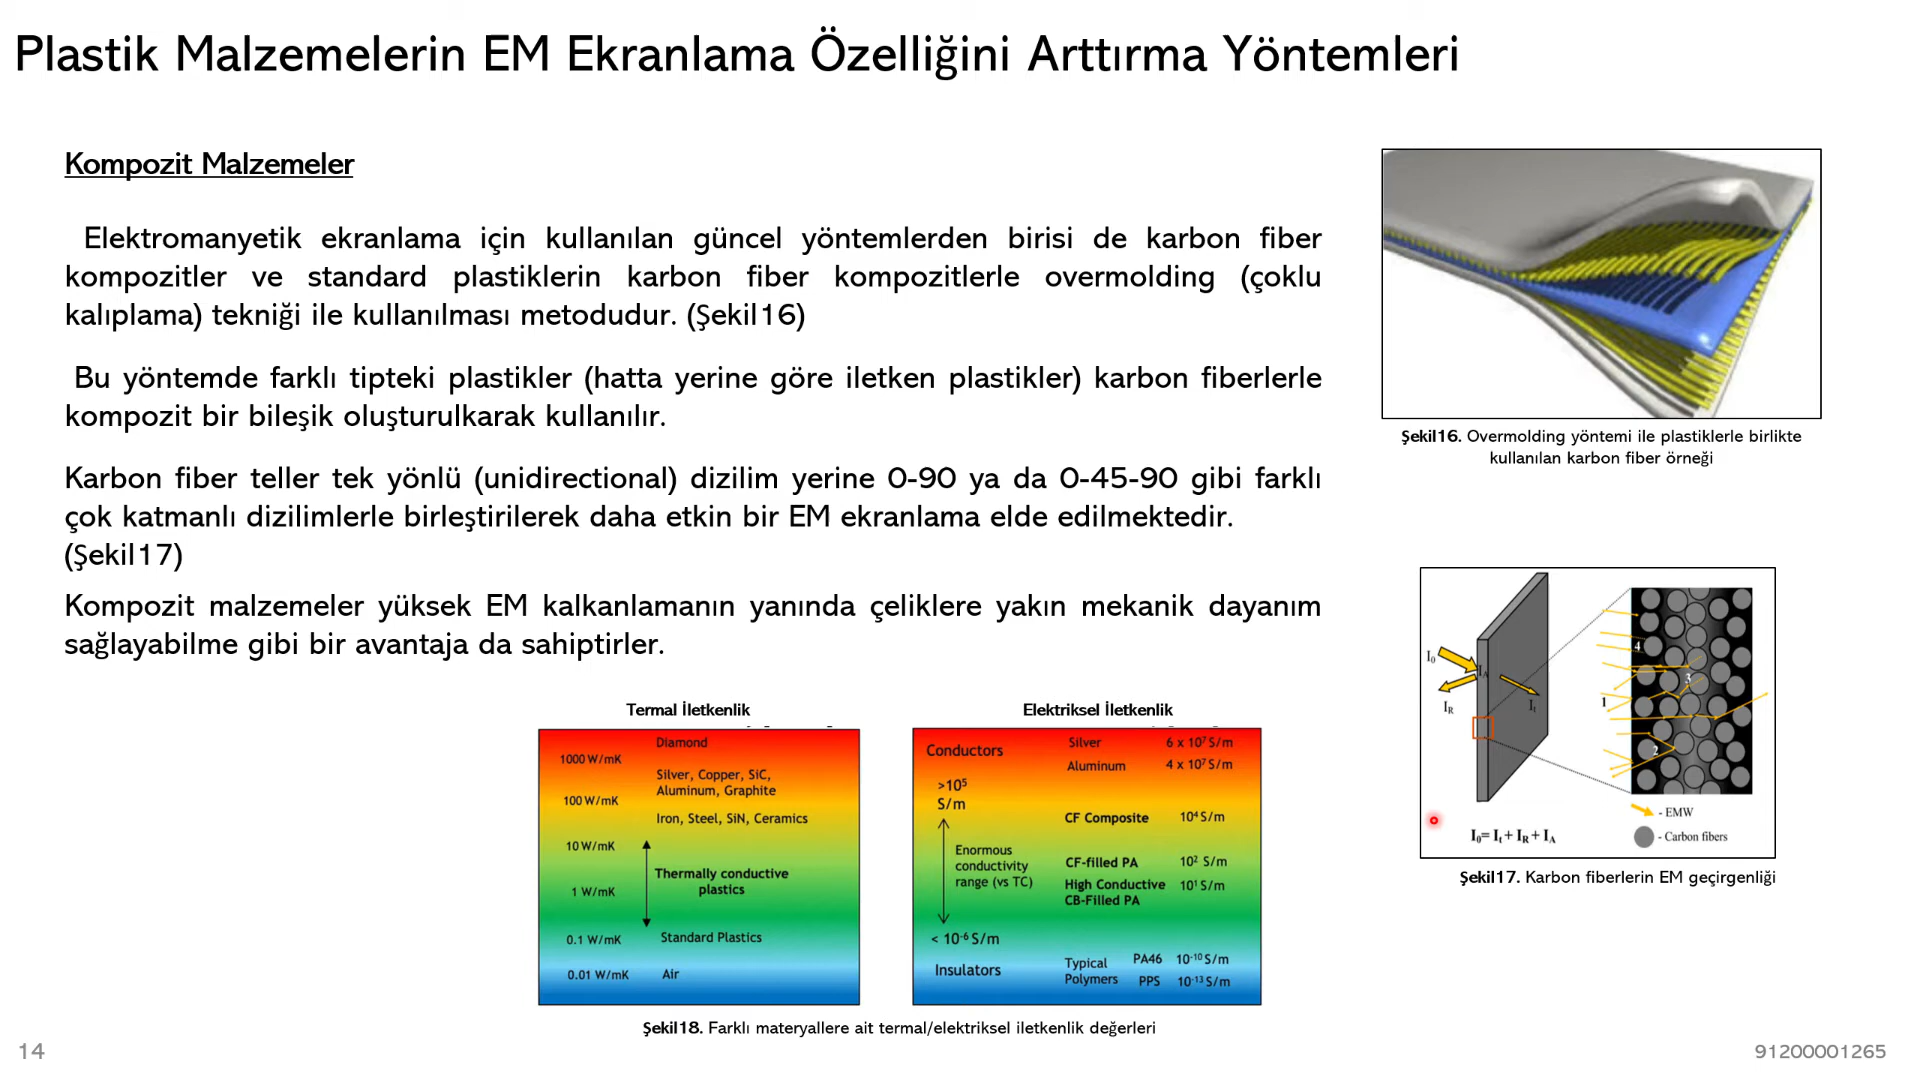 Plastik Malzemelerin EM Ekranlama Özelliğini Arttırma Yöntemleri
Kompozit Malzemeler
Elektromanyetik ekranlama için kullanılan güncel yöntemlerden birisi de karbon fiber
kompozitler ve standard plastiklerin karbon fiber kompozitlerle overmolding (çoklu
kalıplama) tekniği ile kullanılması metodudur. (Şekil16)
Bu yöntemde farklı tipteki plastikler (hatta yerine göre iletken plastikler) karbon fiberlerle
kompozit bir bileşik oluşturulkarak kullanılır.
Karbon fiber teller tek yönlü (unidirectional) dizilim yerine 0-90 ya da 0-45-90 gibi farklı
çok katmanlı dizilimlerle birleştirilerek daha etkin bir EM ekranlama elde edilmektedir.
(Şekil17)
Kompozit malzemeler yüksek EM kalkanlamanın yanında çeliklere yakın mekanik dayanım
sağlayabilme gibi bir avantaja da sahiptirler.
Şekil16. Overmolding yöntemi ile plastiklerle birlikte
kullanılan karbon fiber örneği
I₀
I_A
I_R
I_t
1
4
3
2
- EMW
- Carbon fibers
I₀= I_t + I_R + I_A
Şekil17. Karbon fiberlerin EM geçirgenliği
Termal İletkenlik
Diamond
1000 W/mK
Silver, Copper, SiC,
Aluminum, Graphite
100 W/mK
Iron, Steel, SiN, Ceramics
10 W/mK
Thermally conductive
plastics
1 W/mK
0.1 W/mK Standard Plastics
0.01 W/mK Air
Elektriksel İletkenlik
Conductors Silver 6 x 10⁷ S/m
Aluminum 4 x 10⁷ S/m
>10⁵
S/m
CF Composite 10⁴ S/m
Enormous
conductivity
range (vs TC)
CF-filled PA 10² S/m
High Conductive 10¹ S/m
CB-Filled PA
< 10⁻⁶ S/m
Insulators
Typical PA46 10⁻¹⁰ S/m
Polymers PPS 10⁻¹³ S/m
Şekil18. Farklı materyallere ait termal/elektriksel iletkenlik değerleri
14
91200001265